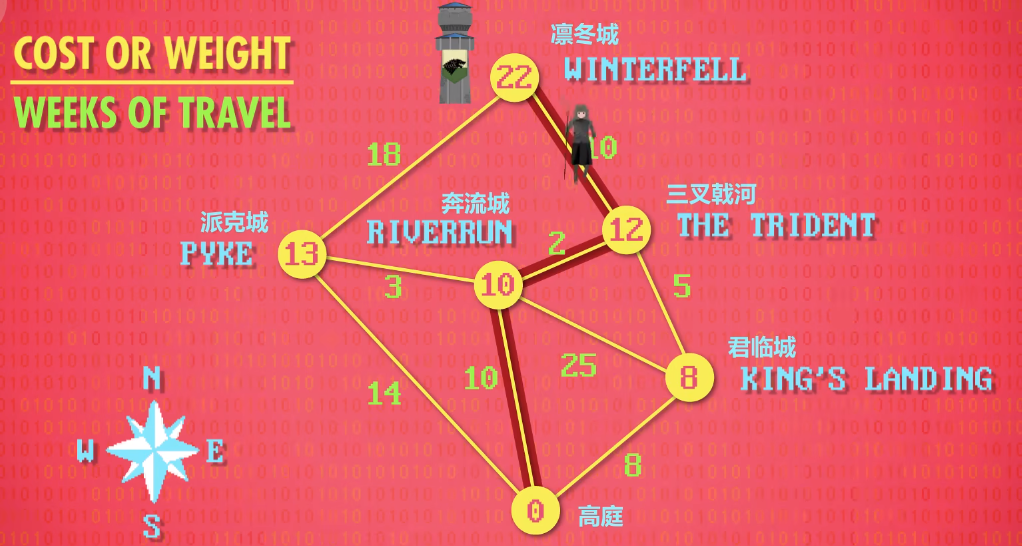 COST OR WEIGHT
WEEKS OF TRAVEL
凛冬城
22
WINTERFELL
18
10
三叉戟河
派克城
奔流城
12
THE TRIDENT
PYKE
13
RIVERRUN
2
3
10
5
君临城
14
10
25
8
KING'S LANDING
N
W
E
S
8
0
高庭